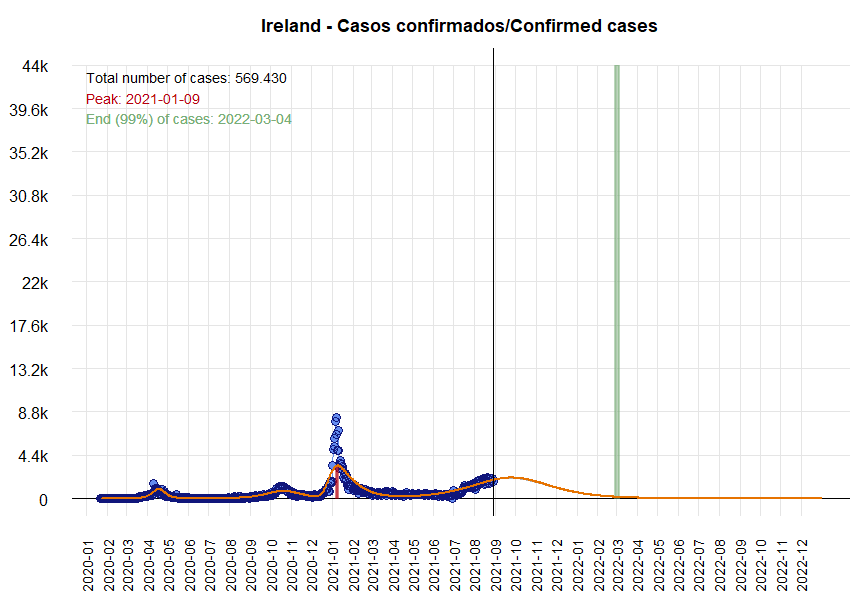 Ireland - Casos confirmados/Confirmed cases
Total number of cases: 569.430
Peak: 2021-01-09
End (99%) of cases: 2022-03-04
44k
39.6k
35.2k
30.8k
26.4k
22k
17.6k
13.2k
8.8k
4.4k
0
2020-01
2020-02
2020-03
2020-04
2020-05
2020-06
2020-07
2020-08
2020-09
2020-10
2020-11
2020-12
2021-01
2021-02
2021-03
2021-04
2021-05
2021-06
2021-07
2021-08
2021-09
2021-10
2021-11
2021-12
2022-01
2022-02
2022-03
2022-04
2022-05
2022-06
2022-07
2022-08
2022-09
2022-10
2022-11
2022-12